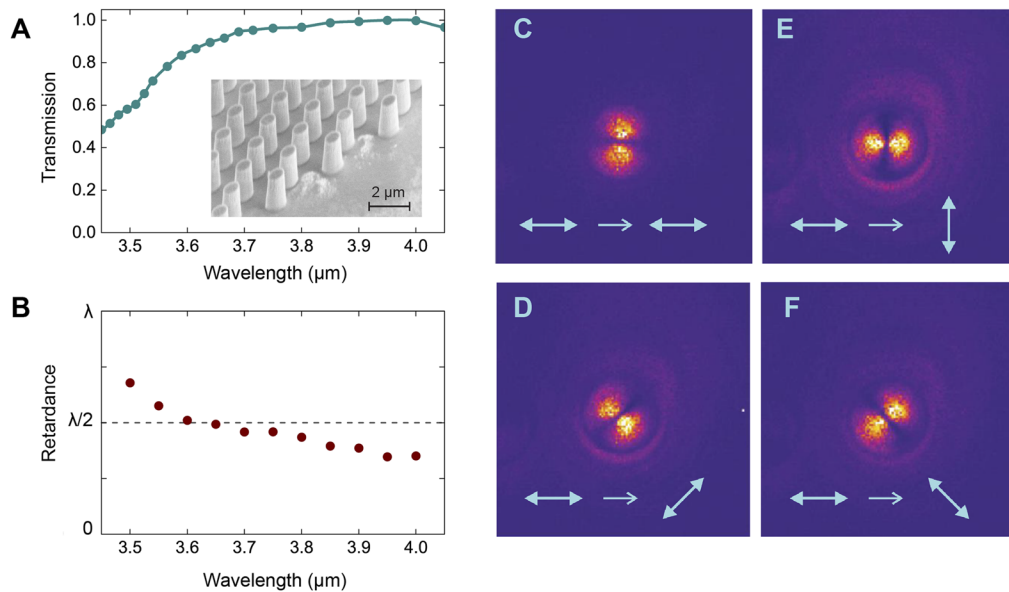 A
Transmission
1.0
0.8
0.6
0.4
0.2
0.0
2 µm
3.5 3.6 3.7 3.8 3.9 4.0
Wavelength (µm)
B
Retardance
λ
λ/2
0
3.5 3.6 3.7 3.8 3.9 4.0
Wavelength (µm)
C
E
D
F